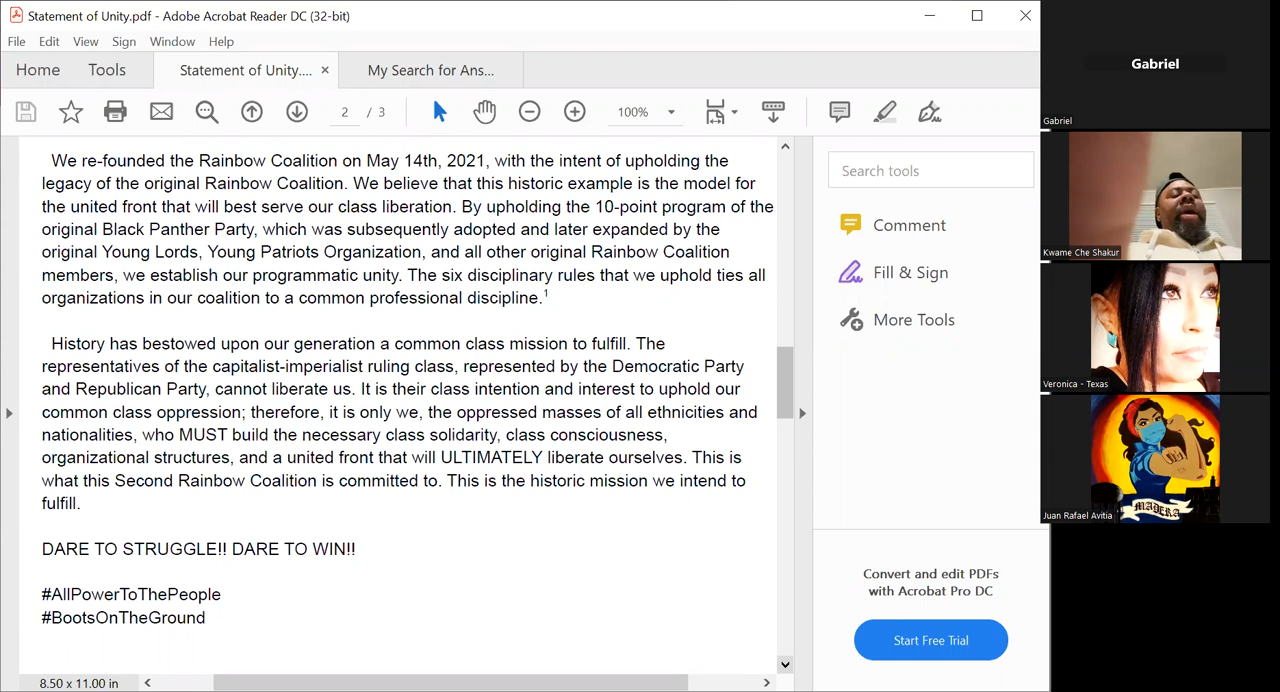 Statement of Unity.pdf - Adobe Acrobat Reader DC (32-bit)
File Edit View Sign Window Help
Home Tools Statement of Unity.... × My Search for Ans...
2 / 3 100%
We re-founded the Rainbow Coalition on May 14th, 2021, with the intent of upholding the
legacy of the original Rainbow Coalition. We believe that this historic example is the model for
the united front that will best serve our class liberation. By upholding the 10-point program of the
original Black Panther Party, which was subsequently adopted and later expanded by the
original Young Lords, Young Patriots Organization, and all other original Rainbow Coalition
members, we establish our programmatic unity. The six disciplinary rules that we uphold ties all
organizations in our coalition to a common professional discipline.1
History has bestowed upon our generation a common class mission to fulfill. The
representatives of the capitalist-imperialist ruling class, represented by the Democratic Party
and Republican Party, cannot liberate us. It is their class intention and interest to uphold our
common class oppression; therefore, it is only we, the oppressed masses of all ethnicities and
nationalities, who MUST build the necessary class solidarity, class consciousness,
organizational structures, and a united front that will ULTIMATELY liberate ourselves. This is
what this Second Rainbow Coalition is committed to. This is the historic mission we intend to
fulfill.
DARE TO STRUGGLE!! DARE TO WIN!!
#AllPowerToThePeople
#BootsOnTheGround
8.50 x 11.00 in
Search tools
Comment
Fill & Sign
More Tools
Convert and edit PDFs
with Acrobat Pro DC
Start Free Trial
Gabriel
Gabriel
Kwame Che Shakur
Veronica - Texas
MADERA
Juan Rafael Avitia